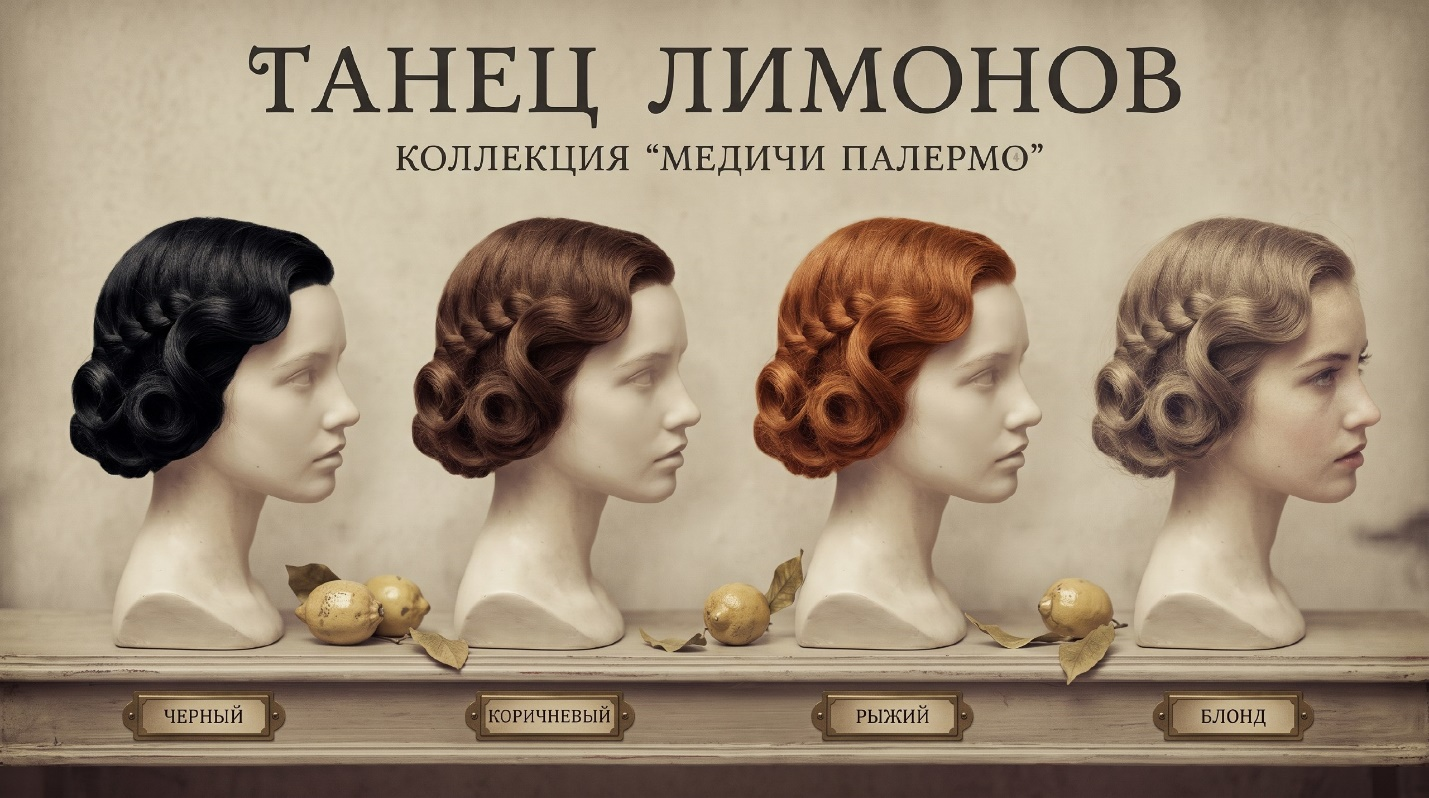 ТАНЕЦ ЛИМОНОВ
КОЛЛЕКЦИЯ “МЕДИЧИ ПАЛЕРМО”
ЧЕРНЫЙ
КОРИЧНЕВЫЙ
РЫЖИЙ
БЛОНД